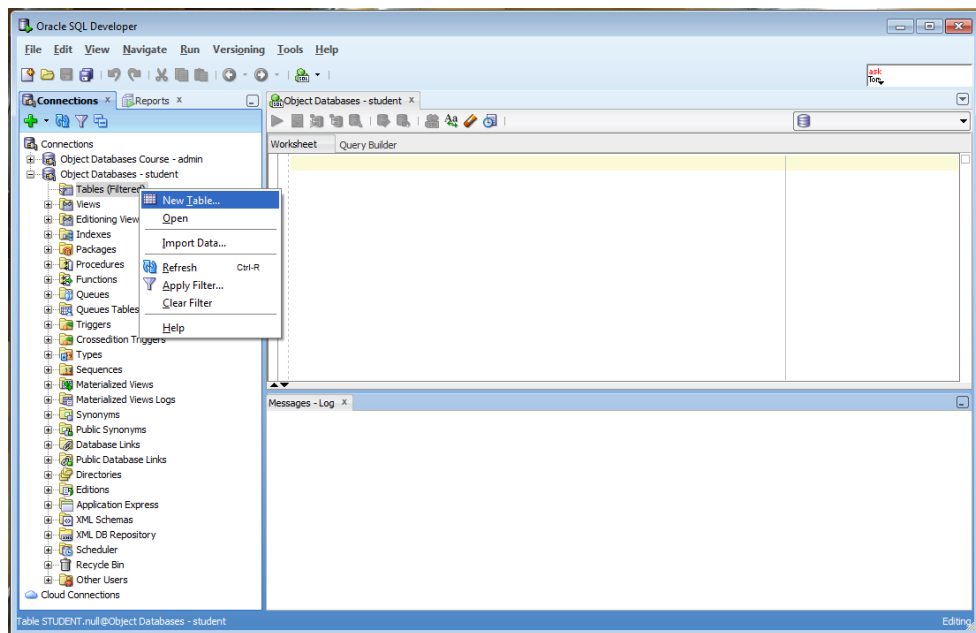 Oracle SQL Developer
File Edit View Navigate Run Versioning Tools Help
ask
Tom
Connections x Reports x
Object Databases - student x
Worksheet Query Builder
Connections
Object Databases Course - admin
Object Databases - student
Tables (Filtered)
Views
Editioning View
Indexes
Packages
Procedures
Functions
Queues
Queues Tables
Triggers
Crossedition Triggers
Types
Sequences
Materialized Views
Materialized Views Logs
Synonyms
Public Synonyms
Database Links
Public Database Links
Directories
Editions
Application Express
XML Schemas
XML DB Repository
Scheduler
Recycle Bin
Other Users
Cloud Connections
New Table...
Open
Import Data...
Refresh Ctrl-R
Apply Filter...
Clear Filter
Help
Messages - Log x
Table STUDENT.null@Object Databases - student
Editing